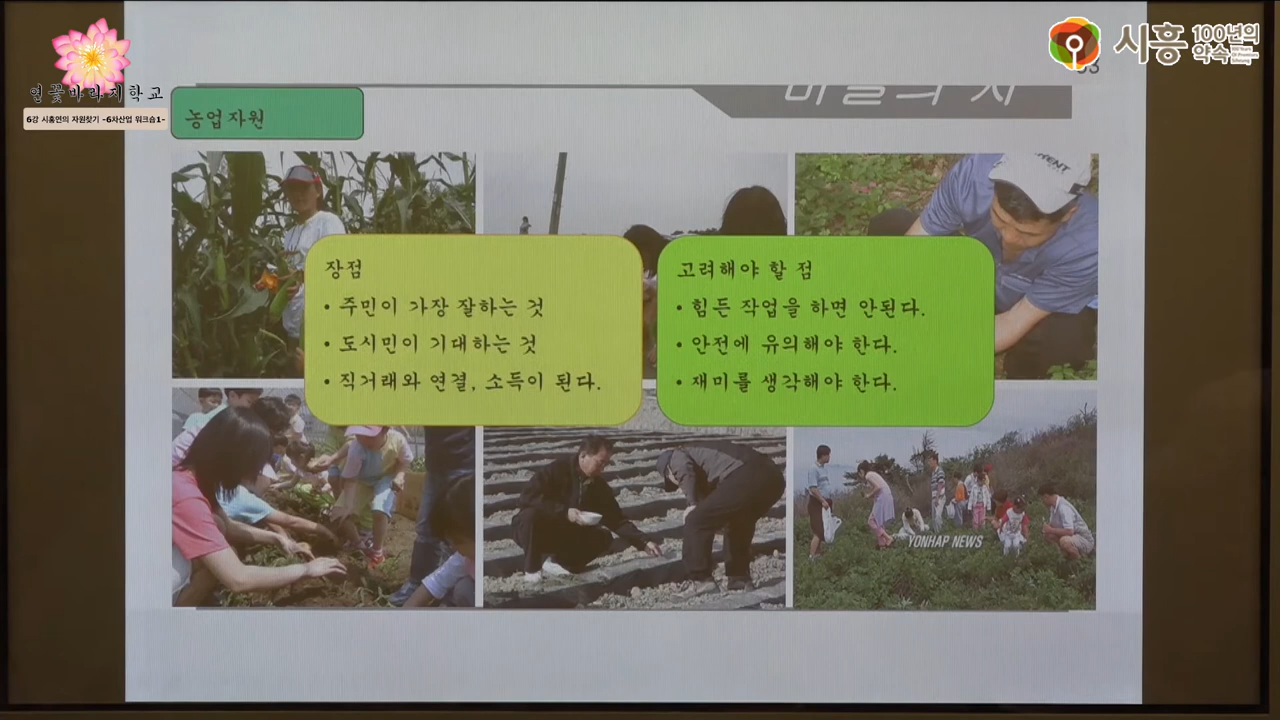 연꽃마라지학교
6강 시흥연의 자원찾기 -6차산업 워크숍1-
시흥
100년의
약속
농업자원
장점
• 주민이 가장 잘하는 것
• 도시민이 기대하는 것
• 직거래와 연결, 소득이 된다.
고려해야 할 점
• 힘든 작업을 하면 안된다.
• 안전에 유의해야 한다.
• 재미를 생각해야 한다.
YONHAP NEWS